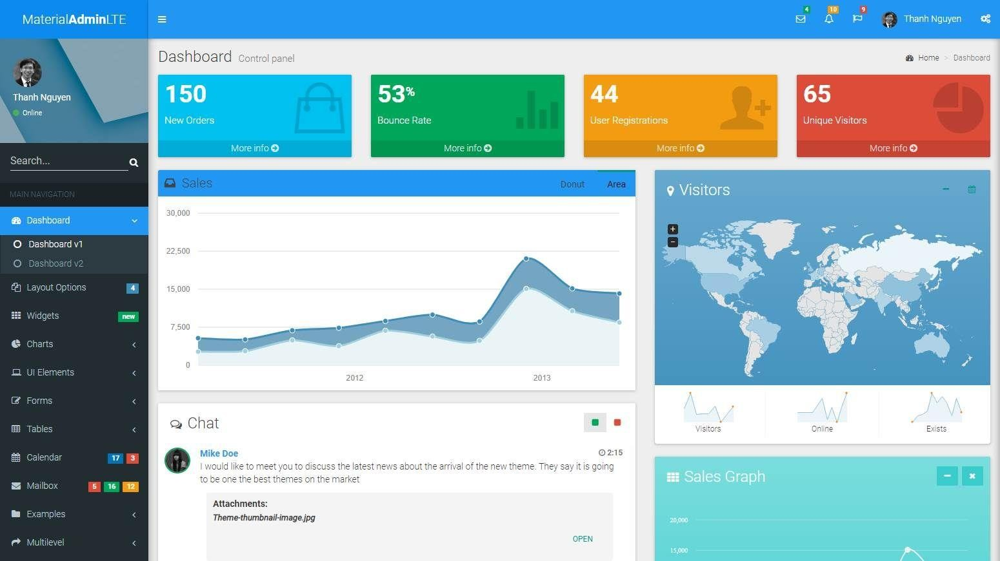 MaterialAdminLTE
4
10
9
Thanh Nguyen
Thanh Nguyen
Online
Search...
MAIN NAVIGATION
Dashboard
Dashboard v1
Dashboard v2
Layout Options 4
Widgets new
Charts
UI Elements
Forms
Tables
Calendar 17 3
Mailbox 5 16 12
Examples
Multilevel
Dashboard Control panel
Home > Dashboard
150
New Orders
More info
53%
Bounce Rate
More info
44
User Registrations
More info
65
Unique Visitors
More info
Sales
Donut Area
30,000
22,500
15,000
7,500
0
2012 2013
Visitors
+
−
Visitors Online Exists
Chat
Mike Doe 2:15
I would like to meet you to discuss the latest news about the arrival of the new theme. They say it is going
to be one the best themes on the market
Attachments:
Theme-thumbnail-image.jpg
OPEN
Sales Graph
20,000
15,000